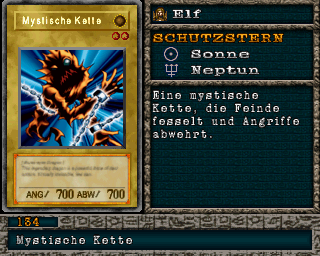 Mystische Kette
ANG/ 700 ABW/ 700
Elf
SCHUTZSTERN
Sonne
Neptun
Eine mystische
Kette, die Feinde
fesselt und Angriffe
abwehrt.
134
Mystische Kette